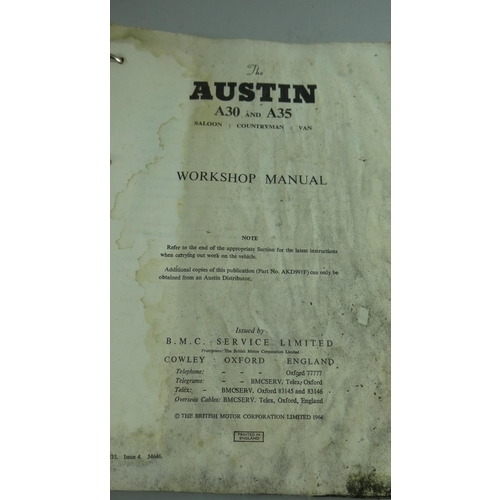 The
AUSTIN
A30 AND A35
SALOON · COUNTRYMAN · VAN
WORKSHOP MANUAL
NOTE
Refer to the end of the appropriate Section for the latest instructions
when carrying out work on the vehicle.
Additional copies of this publication (Part No. AKD991F) can only be
obtained from an Austin Distributor.
Issued by
B.M.C. SERVICE LIMITED
Proprietors: The British Motor Corporation Limited
COWLEY · OXFORD · ENGLAND
Telephone: – – – Oxford 77777
Telegrams: – – BMCSERV, Telex, Oxford
Telex: – BMCSERV, Oxford 83145 and 83146
Overseas Cables: BMCSERV, Telex, Oxford, England
© THE BRITISH MOTOR CORPORATION LIMITED 1964
PRINTED IN
ENGLAND
Issue 4. 34646.